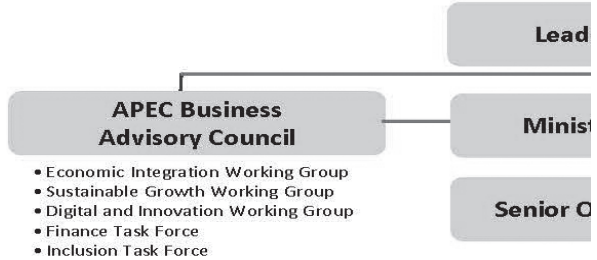 Lead
APEC Business
Advisory Council
Minist
• Economic Integration Working Group
• Sustainable Growth Working Group
• Digital and Innovation Working Group
• Finance Task Force
• Inclusion Task Force
Senior O